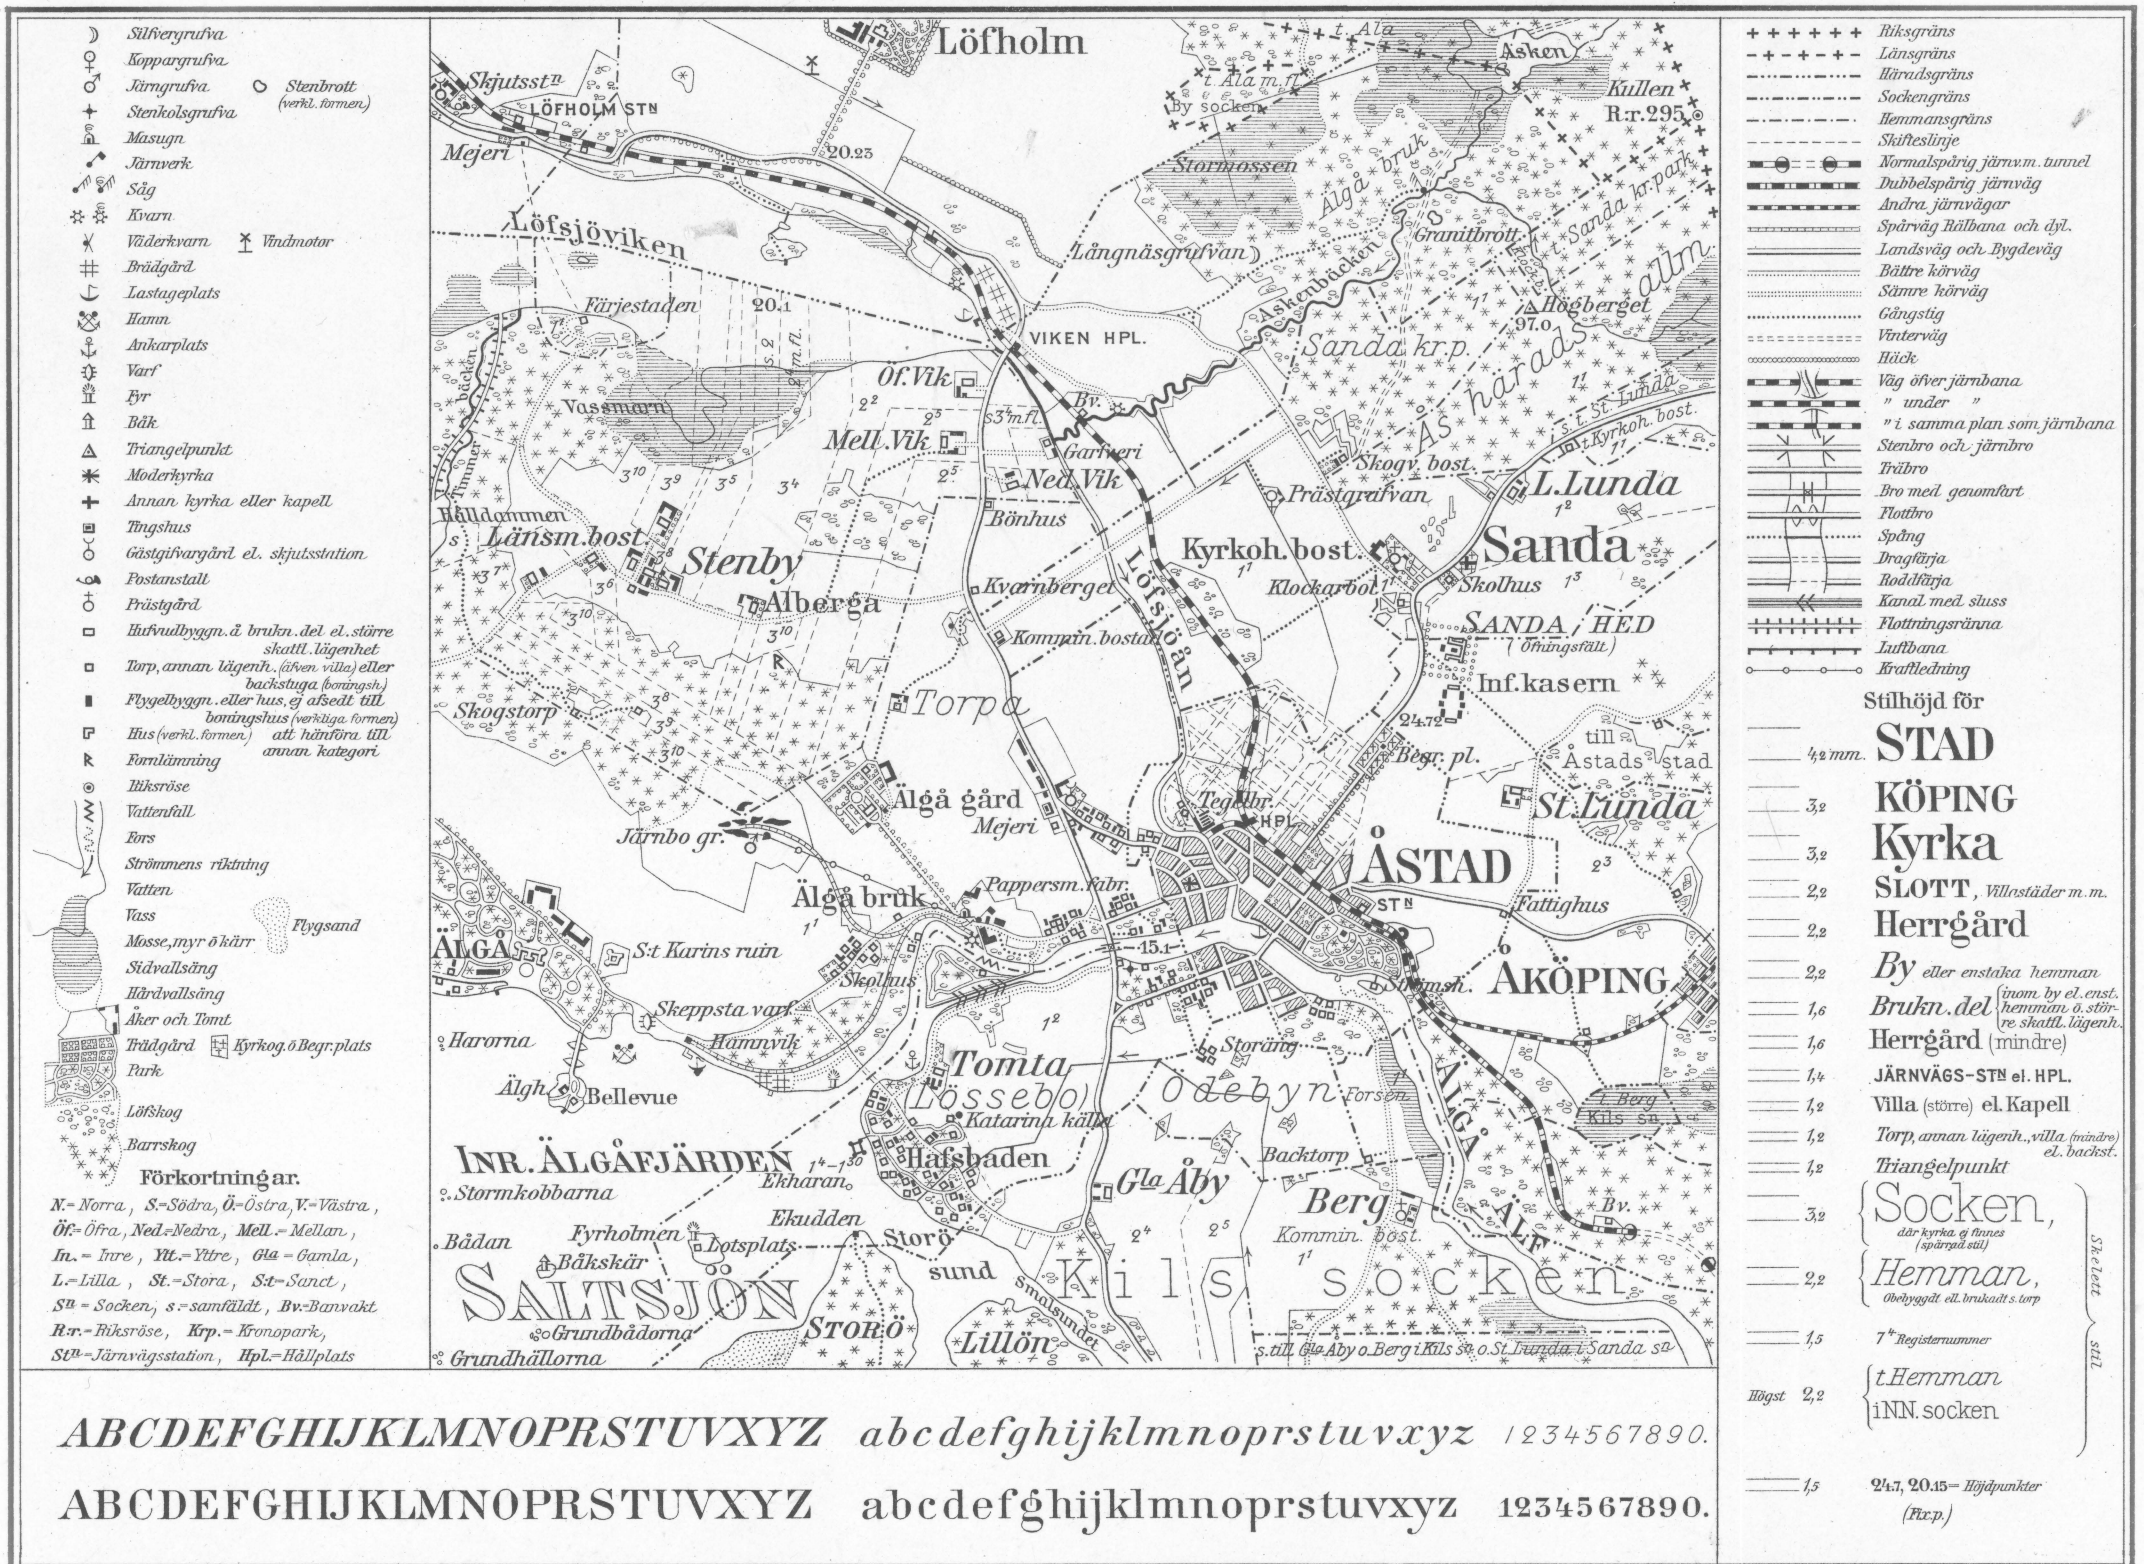 Silfvergrufva
Koppargrufva
Järngrufva
Stenbrott
(verkl. formen)
Stenkolsgrufva
Masugn
Järnverk
Såg
Kvarn
Väderkvarn
Vindmotor
Brädgård
Lastageplats
Hamn
Ankarplats
Varf
Fyr
Båk
Triangelpunkt
Moderkyrka
Annan kyrka eller kapell
Tingshus
Gästgifvargård el. skjutsstation
Postanstalt
Prästgård
Hufvudbyggn. å brukn. del el. större
skattl. lägenhet
Torp, annan lägenh. (äfven villa) eller
backstuga (boningsh.)
Flygelbyggn. eller hus, ej afsedt till
boningshus (verkliga formen)
Hus (verkl. formen) att hänföra till
annan kategori
Fornlämning
Riksröse
Vattenfall
Fors
Strömmens riktning
Vatten
Vass
Flygsand
Mosse, myr ö kärr
Sidvallsäng
Hårdvallsäng
Åker och Tomt
Trädgård
Kyrkog. ö Begr. plats
Park
Löfskog
Barrskog
Förkortningar.
N.=Norra, S.=Södra, Ö.=Östra, V.=Västra,
Öf.=Öfra, Ned.=Nedra, Mell.=Mellan,
In.=Inre, Ytt.=Yttre, Gla=Gamla,
L.=Lilla, St.=Stora, S:t=Sanct,
Sn=Socken, s.=samfäldt, Bv.=Banvakt
R:r.=Riksröse, Krp.=Kronopark,
Stn=Järnvägsstation, Hpl.=Hållplats
Löfholm
t. Ala
Asken
Skjutsstn
LÖFHOLM STN
t. Ala m. fl.
By socken
Kullen
R:r. 295
Mejeri
20.23
Stormossen
Älgå bruk
t. Sanda kr. park
Löfsjöviken
Långnäsgrufvan
Granitbrott
Askenbäcken
Färjestaden
20.1
Högberget
97.0
Ås härads allm.
VIKEN HPL.
Sanda kr. p.
Öf. Vik
Vassmarn
Bv.
s. t. St. Lunda
t. Kyrkoh. bost.
Mell. Vik
s 34 m. fl.
Garfveri
Skogv. bost.
Timmerbäcken
Ned. Vik
Prästgrufvan
L. Lunda
Hålldammen
Bönhus
Länsm. bost.
Stenby
Kyrkoh. bost.
Sanda
Klockarbol
Skolhus
Alberga
Kvarnberget
Löfsjöån
Kommin. bostad
SANDA HED
(Öfningsfält)
Inf. kasern
Skogstorp
Torpa
24.72
Begr. pl.
till
Åstads stad
Älgå gård
Mejeri
Tegelbr.
HPL.
St. Lunda
Järnbo gr.
ÅSTAD
Älgå bruk
Pappersm. fabr.
STN
Fattighus
ÄLGÅ
S:t Karins ruin
15.1
Skolhus
ÅKÖPING
Strömsh.
Skeppsta varf
Harorna
Hamnvik
Storäng
Tomta
(Lössebo)
Ödebyn
Forsen
ÄLGÅ ÄLF
Älgh.
Bellevue
t. Berg
Kils sn
Katarina källa
INR. ÄLGÅFJÄRDEN
14–130
Hafsbaden
Backtorp
Ekharan
Stormkobbarna
Gla Åby
Berg
Bv.
Ekudden
Fyrholmen
Lotsplats
Storö
sund
Kommin. bost.
Bådan
Båkskär
Kils socken
SALTSJÖN
Smalsundet
Grundbådorna
STORÖ
Lillön
Grundhällorna
s. till Gla Åby o. Berg i Kils sn o. St. Lunda i Sanda sn
Riksgräns
Länsgräns
Häradsgräns
Sockengräns
Hemmansgräns
Skifteslinje
Normalspårig järnv. m. tunnel
Dubbelspårig järnväg
Andra järnvägar
Spårväg Rälbana och dyl.
Landsväg och Bygdeväg
Bättre körväg
Sämre körväg
Gångstig
Vinterväg
Häck
Väg öfver järnbana
" under "
" i samma plan som järnbana
Stenbro och järnbro
Träbro
Bro med genomfart
Flottbro
Spång
Dragfärja
Roddfärja
Kanal med sluss
Flottningsränna
Luftbana
Kraftledning
Stilhöjd för
4,2 mm. STAD
3,2 KÖPING
3,2 Kyrka
2,2 SLOTT, Villastäder m. m.
2,2 Herrgård
2,2 By eller enstaka hemman
1,6 Brukn. del inom by el. enst.
hemman ö. stör-
re skattl. lägenh.
1,6 Herrgård (mindre)
1,4 JÄRNVÄGS-STN el. HPL.
1,2 Villa (större) el. Kapell
1,2 Torp, annan lägenh., villa (mindre)
el. backst.
1,2 Triangelpunkt
3,2 Socken,
där kyrka ej finnes
(spärrad stil)
2,2 Hemman,
Obebyggdt ell. brukadt s. torp
1,5 74 Registernummer
Högst 2,2 t. Hemman
i NN. socken
Skelet stil
1,5 24.7, 20.15= Höjdpunkter
(Fix.p.)
ABCDEFGHIJKLMNOPRSTUVXYZ abcdefghijklmnoprstuvxyz 1234567890.
ABCDEFGHIJKLMNOPRSTUVXYZ abcdefghijklmnoprstuvxyz 1234567890.